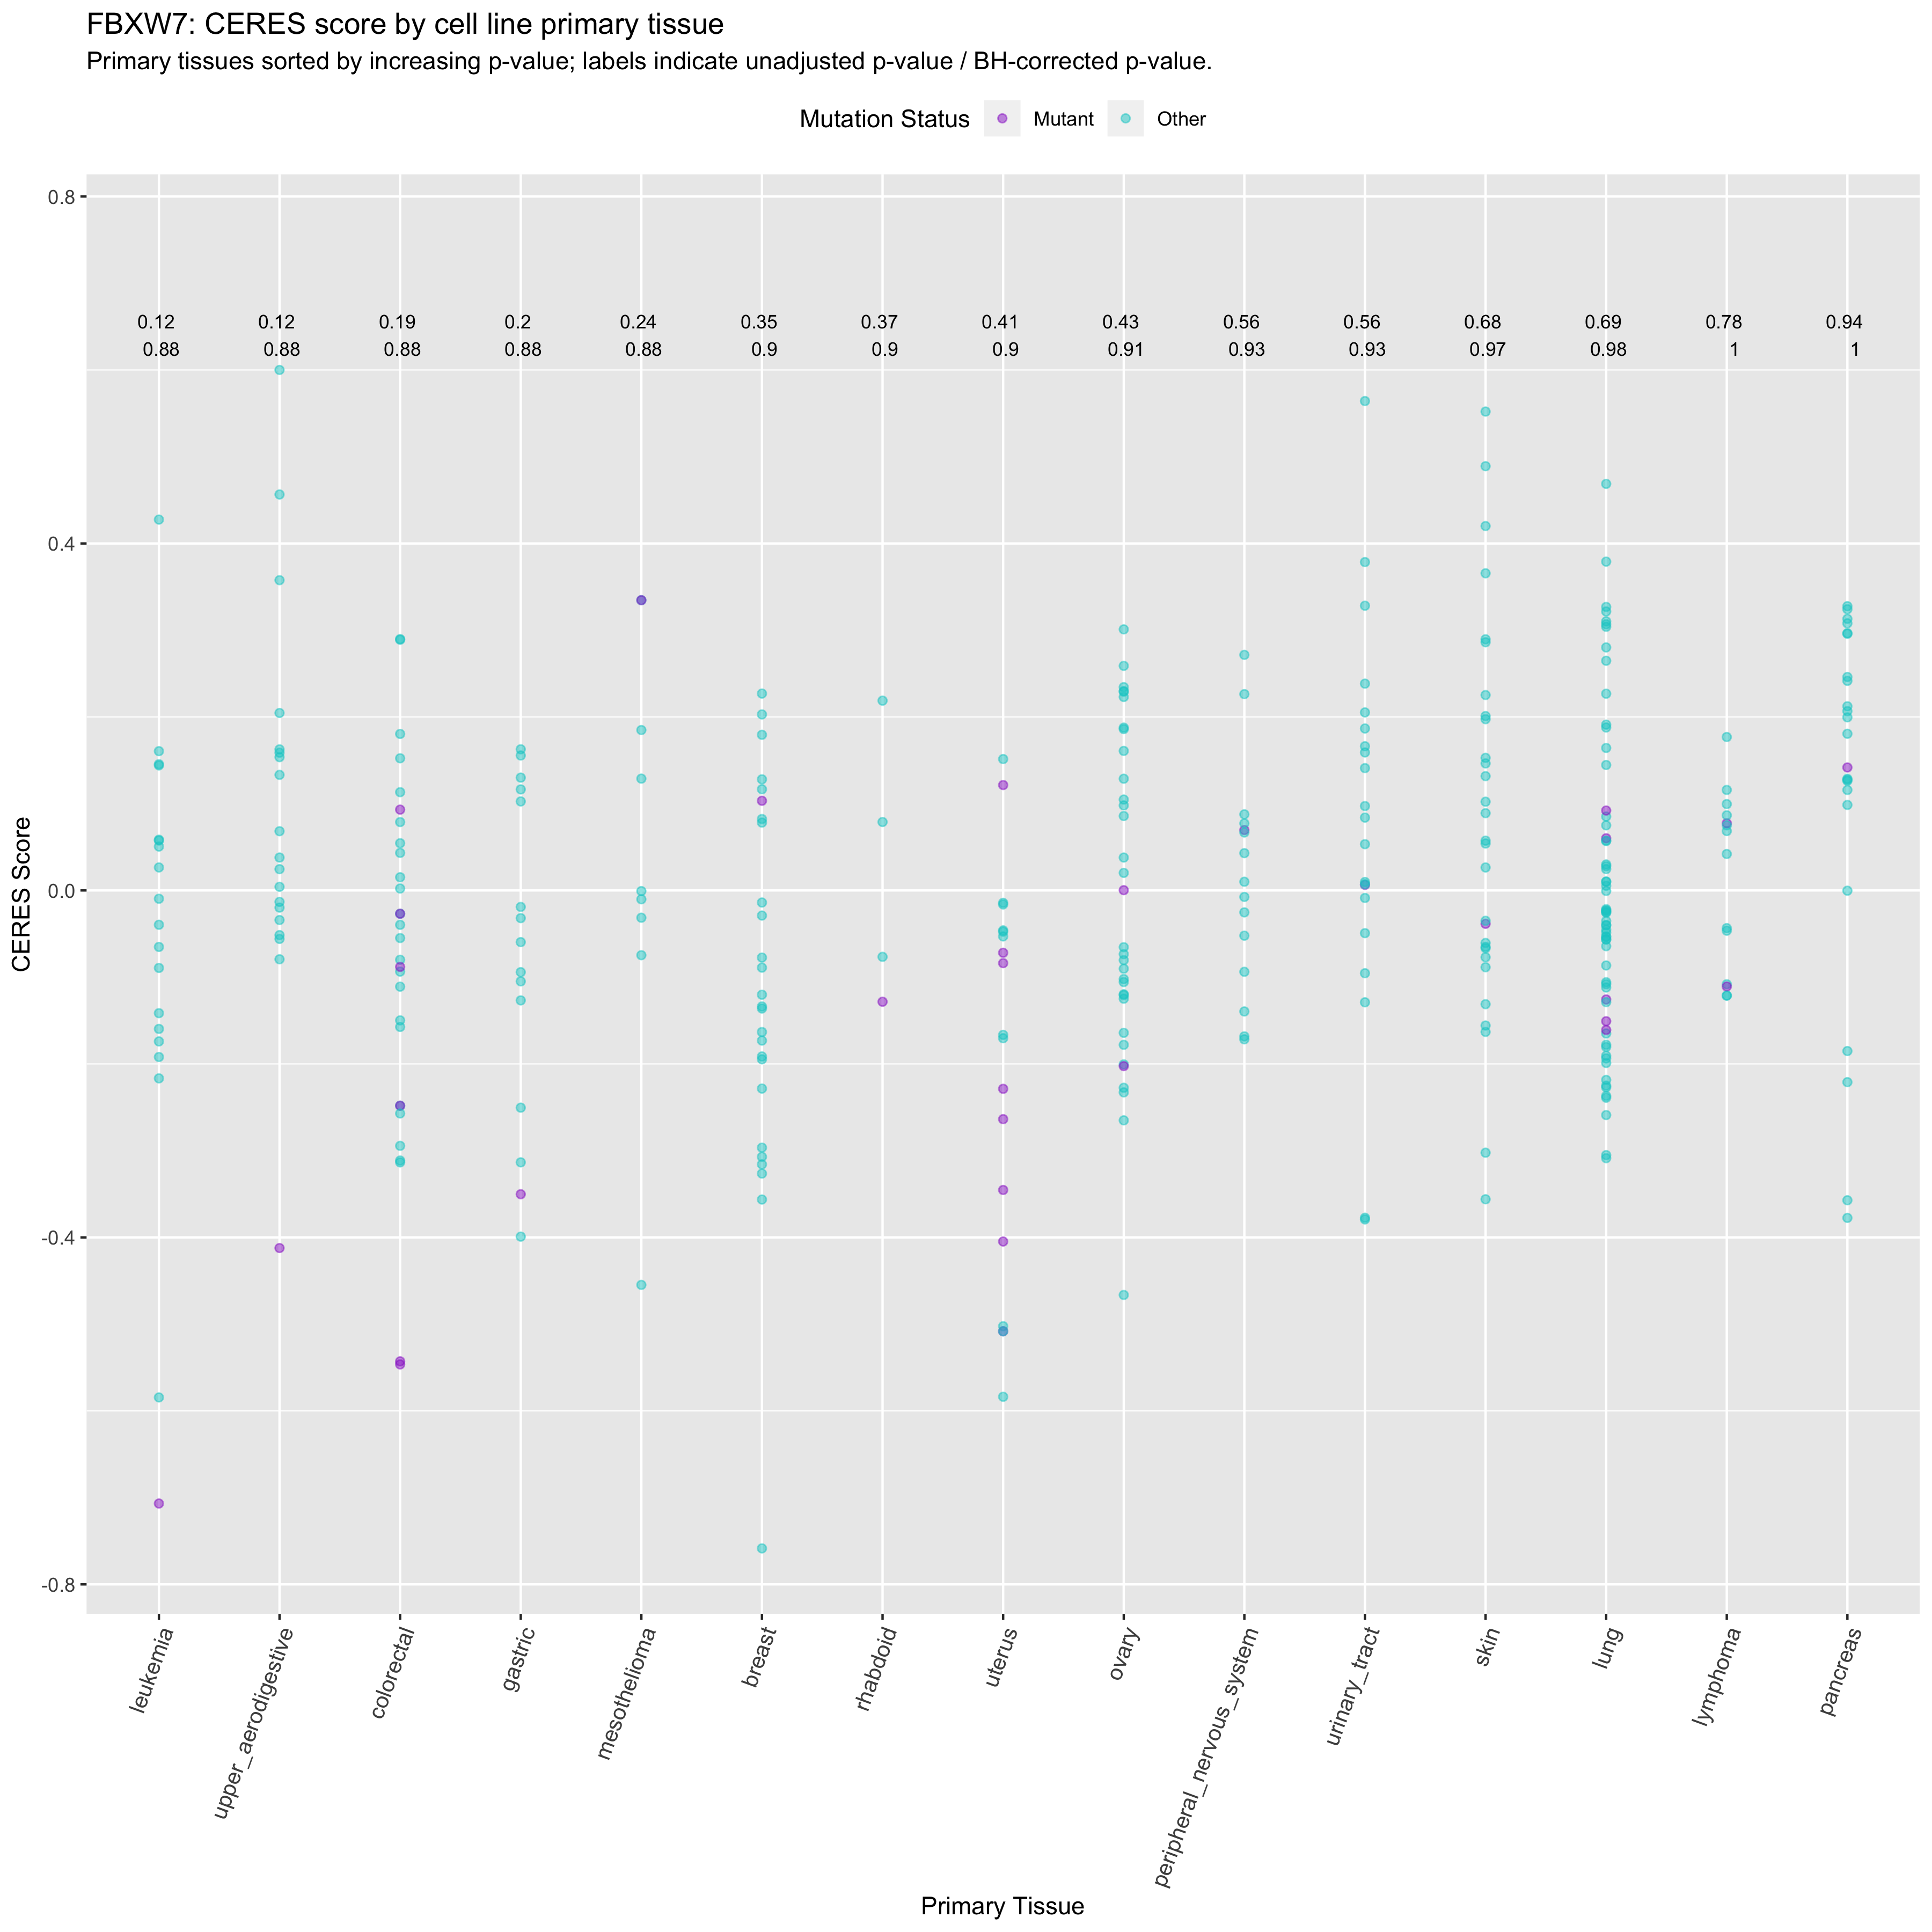 FBXW7: CERES score by cell line primary tissue
Primary tissues sorted by increasing p-value; labels indicate unadjusted p-value / BH-corrected p-value.
Mutation Status Mutant Other
0.8
0.12 0.12 0.19 0.2 0.24 0.35 0.37 0.41 0.43 0.56 0.56 0.68 0.69 0.78 0.94
0.88 0.88 0.88 0.88 0.88 0.9 0.9 0.9 0.91 0.93 0.93 0.97 0.98 1 1
0.4
0.0
-0.4
-0.8
CERES Score
leukemia upper_aerodigestive colorectal gastric mesothelioma breast rhabdoid uterus ovary peripheral_nervous_system urinary_tract skin lung lymphoma pancreas
Primary Tissue